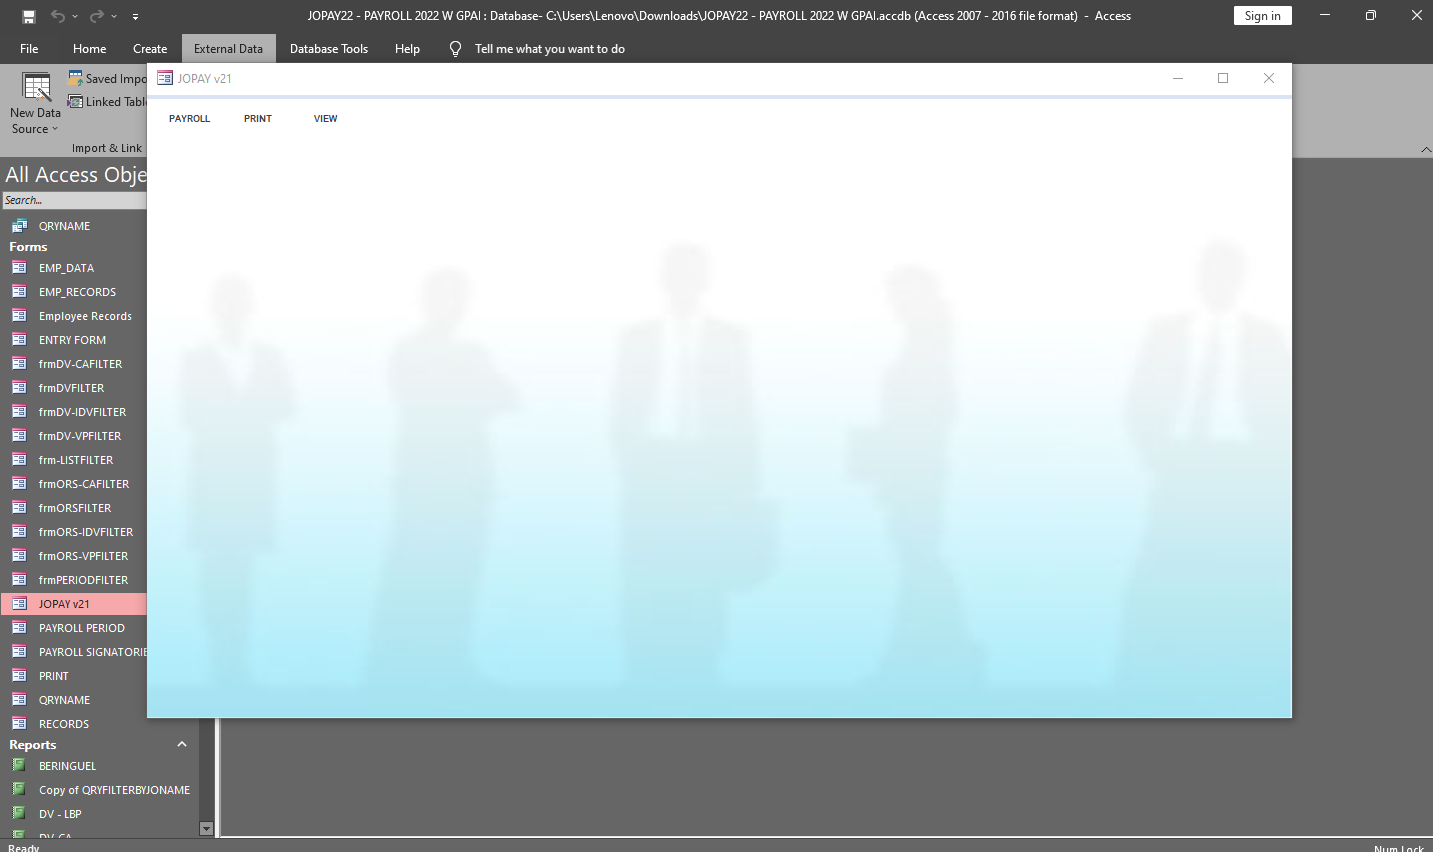 JOPAY22 - PAYROLL 2022 W GPAI : Database- C:\Users\Lenovo\Downloads\JOPAY22 - PAYROLL 2022 W GPAI.accdb (Access 2007 - 2016 file format) - Access
Sign in
File Home Create External Data Database Tools Help Tell me what you want to do
New Data Source
Saved Impo
Linked Table
Import & Link
JOPAY v21
PAYROLL PRINT VIEW
All Access Obje
Search...
QRYNAME
Forms
EMP_DATA
EMP_RECORDS
Employee Records
ENTRY FORM
frmDV-CAFILTER
frmDVFILTER
frmDV-IDVFILTER
frmDV-VPFILTER
frm-LISTFILTER
frmORS-CAFILTER
frmORSFILTER
frmORS-IDVFILTER
frmORS-VPFILTER
frmPERIODFILTER
JOPAY v21
PAYROLL PERIOD
PAYROLL SIGNATORIE
PRINT
QRYNAME
RECORDS
Reports
BERINGUEL
Copy of QRYFILTERBYJONAME
DV - LBP
DV-CA
Ready
Num Lock